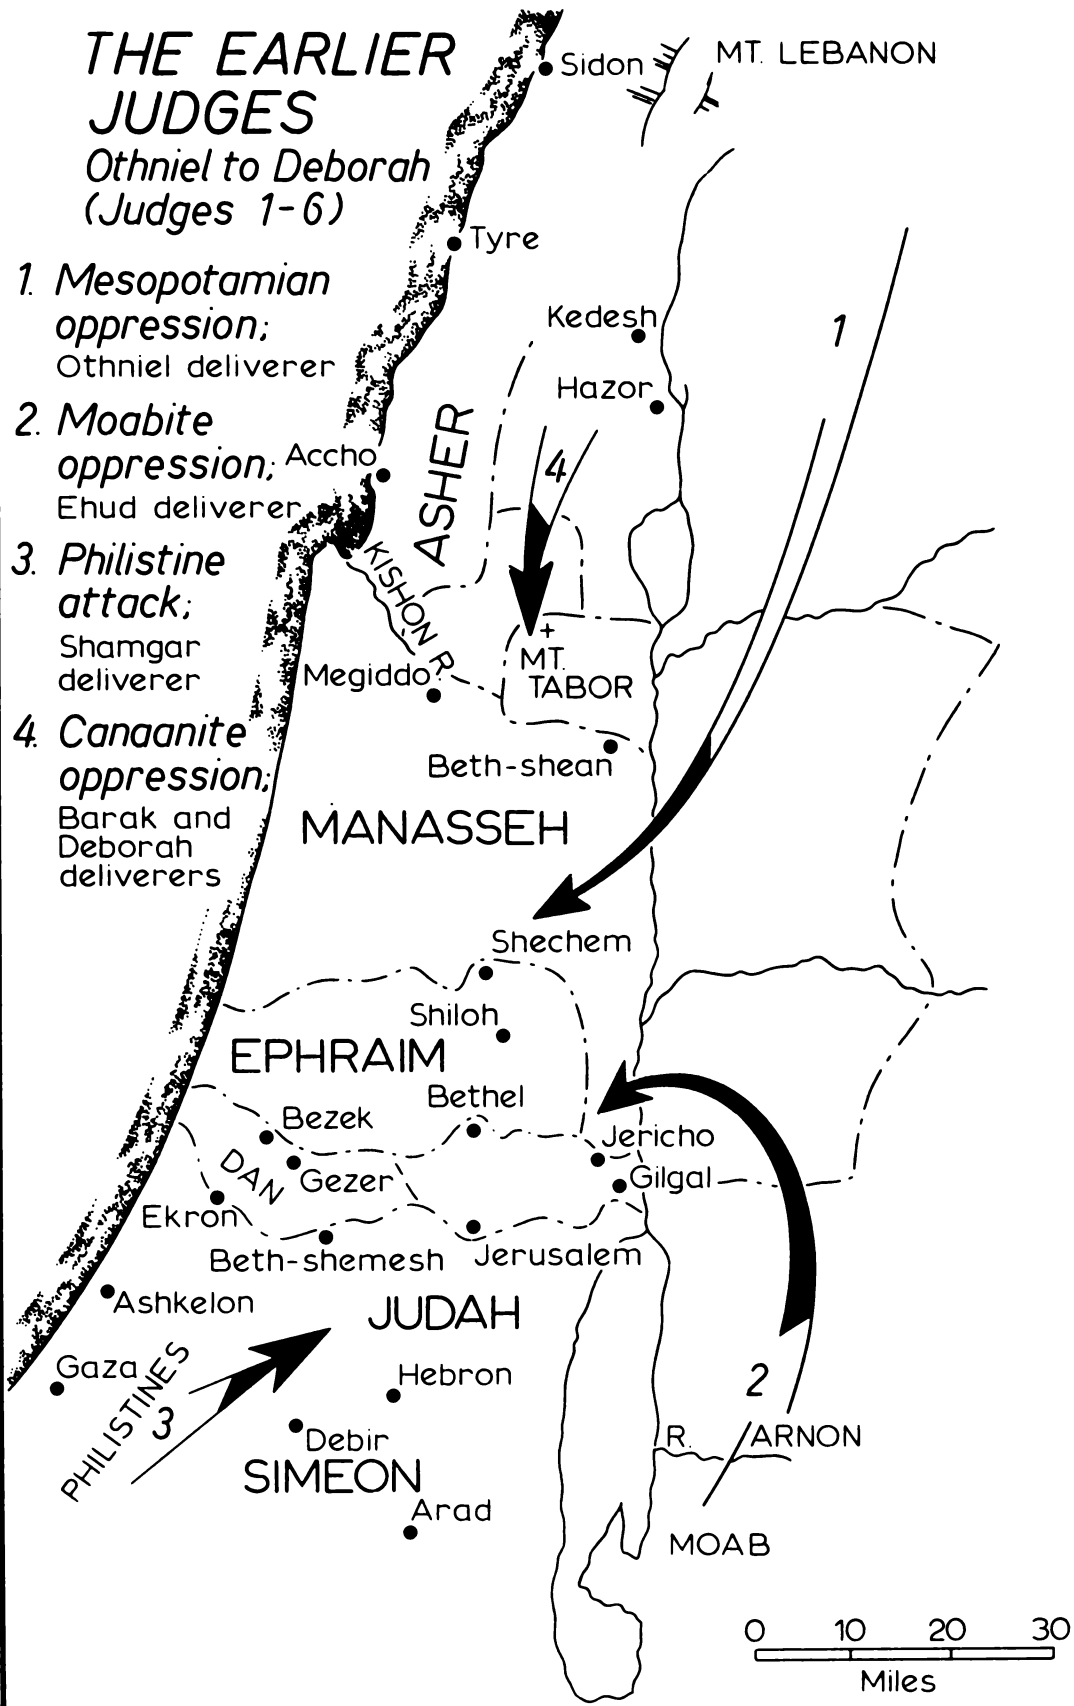 THE EARLIER
JUDGES
Othniel to Deborah
(Judges 1-6)
1. Mesopotamian
oppression;
Othniel deliverer
2. Moabite
oppression;
Ehud deliverer
3. Philistine
attack;
Shamgar
deliverer
4. Canaanite
oppression;
Barak and
Deborah
deliverers
Sidon
MT. LEBANON
Tyre
Kedesh
1
Hazor
Accho
ASHER
4
KISHON R.
MT.
TABOR
Megiddo
Beth-shean
MANASSEH
Shechem
Shiloh
EPHRAIM
Bethel
Bezek
Jericho
DAN
Gezer
Gilgal
Ekron
Beth-shemesh
Jerusalem
Ashkelon
JUDAH
Gaza
PHILISTINES
3
Hebron
2
Debir
R. ARNON
SIMEON
Arad
MOAB
0 10 20 30
Miles